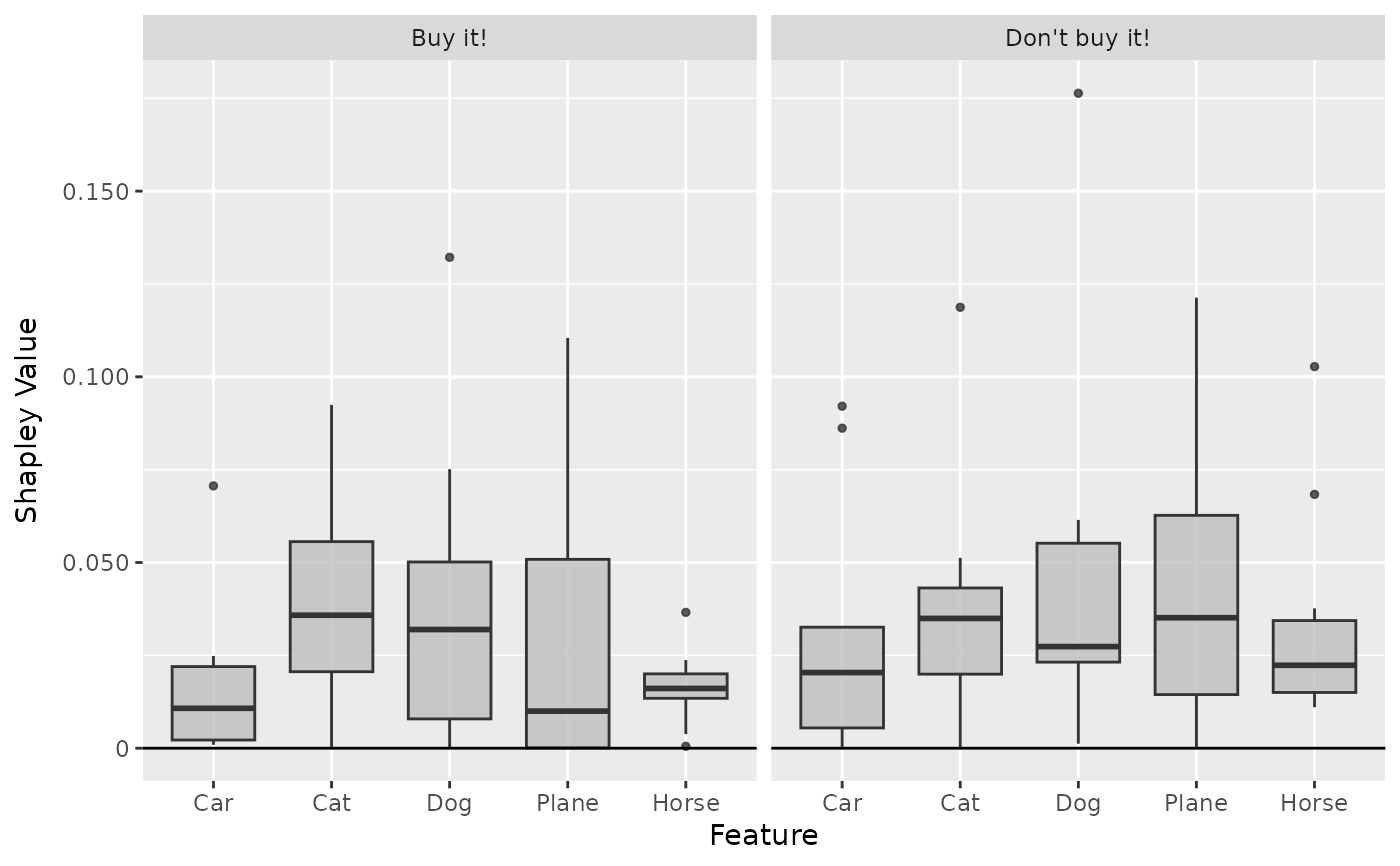 Buy it!
Don't buy it!
Shapley Value
0.150
0.100
0.050
0
Car Cat Dog Plane Horse
Car Cat Dog Plane Horse
Feature